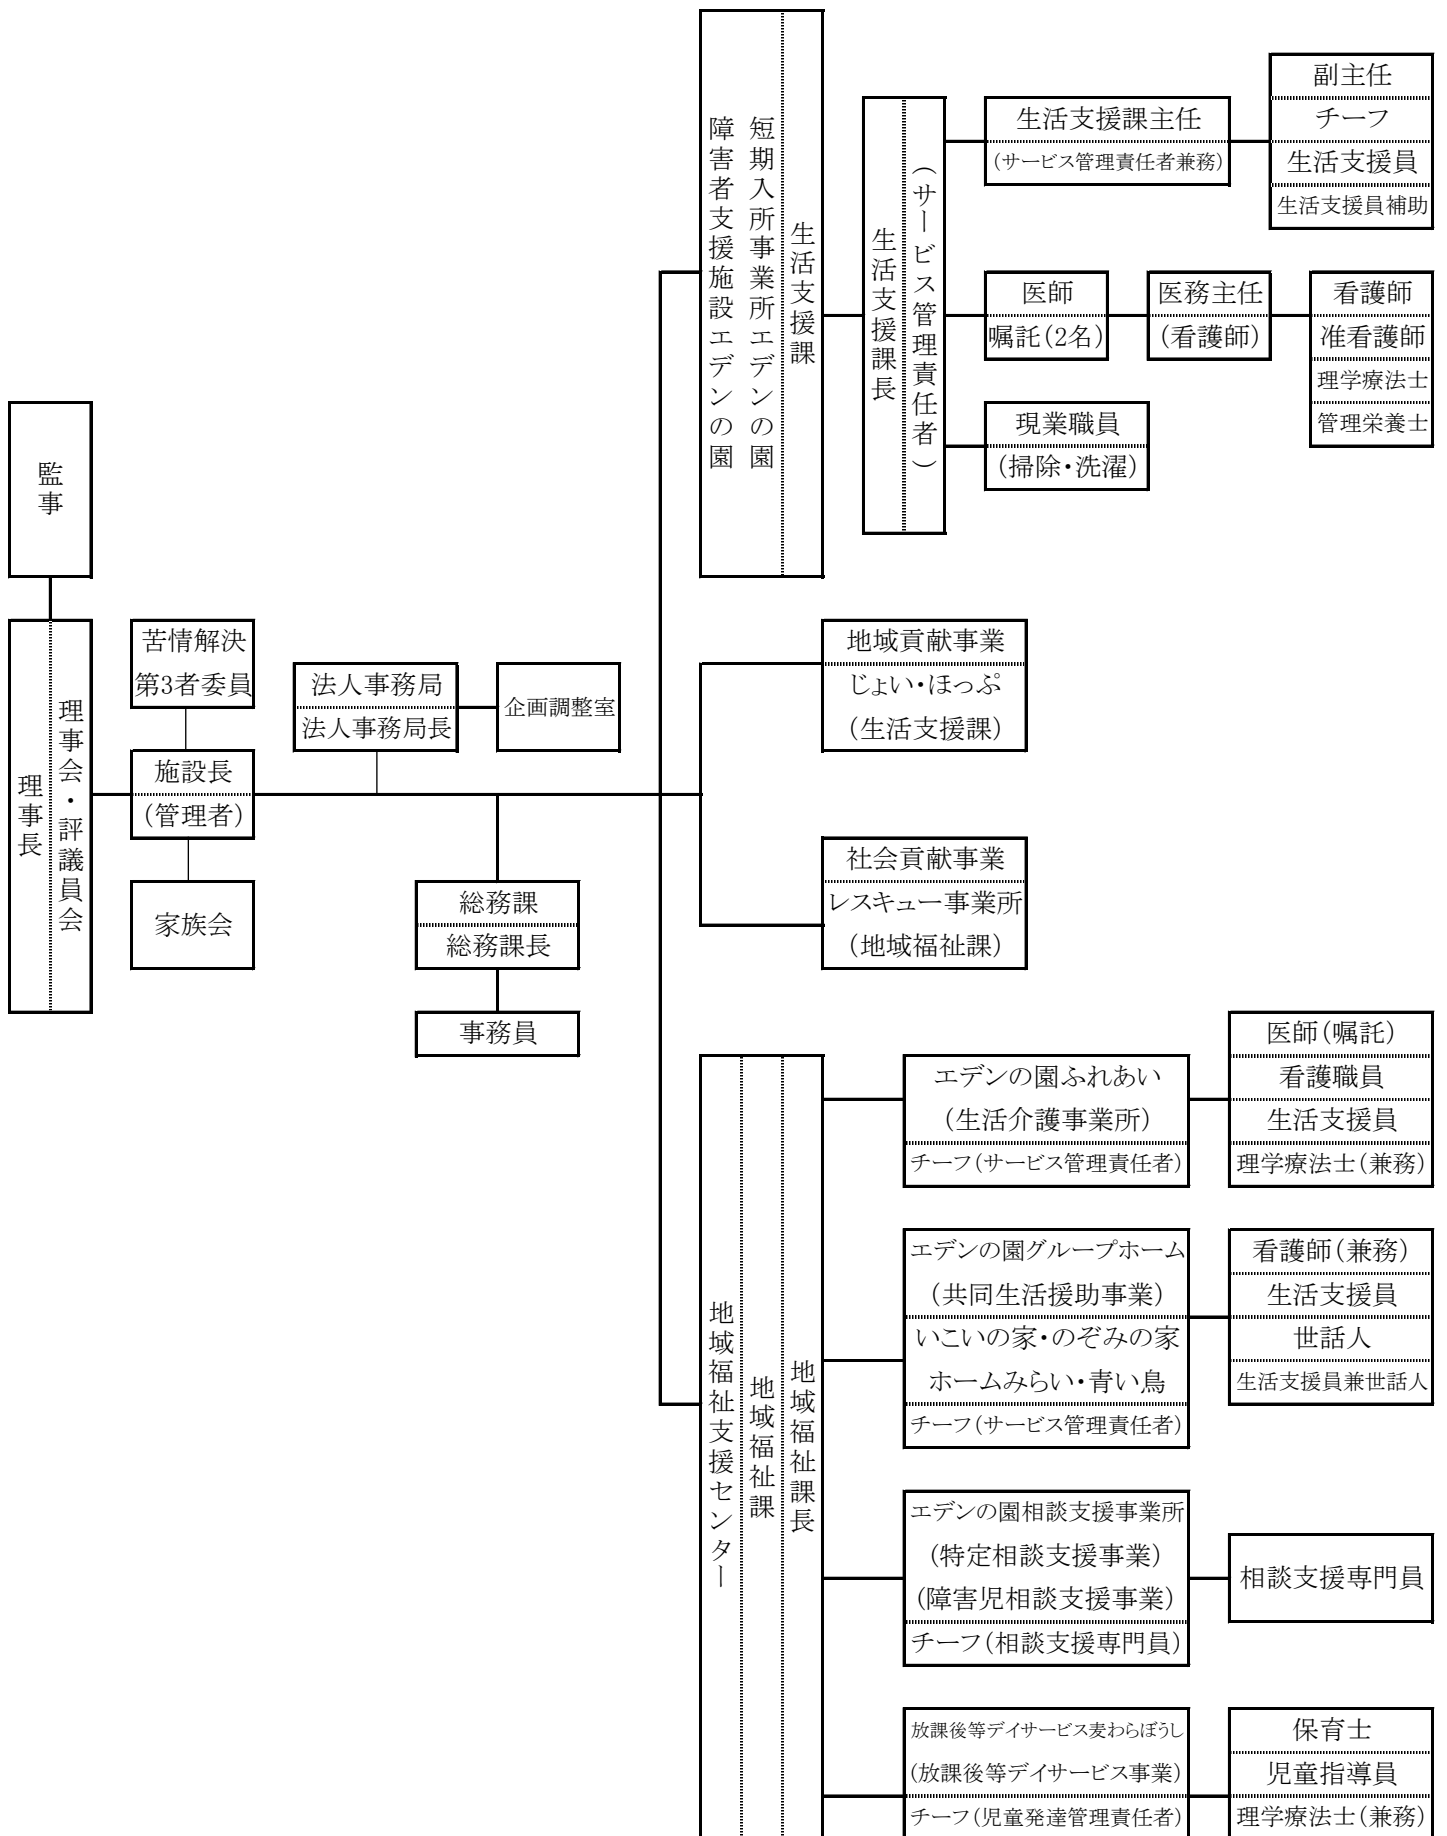 監事
理事会・評議員会
理事長
苦情解決
第3者委員
施設長
(管理者)
家族会
法人事務局
法人事務局長
企画調整室
総務課
総務課長
事務員
生活支援課
短期入所事業所エデンの園
障害者支援施設エデンの園
(サービス管理責任者)
生活支援課長
生活支援課主任
(サービス管理責任者兼務)
副主任
チーフ
生活支援員
生活支援員補助
医師
嘱託(2名)
医務主任
(看護師)
看護師
准看護師
理学療法士
管理栄養士
現業職員
(掃除・洗濯)
地域貢献事業
じょい・ほっぷ
(生活支援課)
社会貢献事業
レスキュー事業所
(地域福祉課)
地域福祉課長
地域福祉課
地域福祉支援センター
エデンの園ふれあい
(生活介護事業所)
チーフ(サービス管理責任者)
医師(嘱託)
看護職員
生活支援員
理学療法士(兼務)
エデンの園グループホーム
(共同生活援助事業)
いこいの家・のぞみの家
ホームみらい・青い鳥
チーフ(サービス管理責任者)
看護師(兼務)
生活支援員
世話人
生活支援員兼世話人
エデンの園相談支援事業所
(特定相談支援事業)
(障害児相談支援事業)
チーフ(相談支援専門員)
相談支援専門員
放課後等デイサービス麦わらぼうし
(放課後等デイサービス事業)
チーフ(児童発達管理責任者)
保育士
児童指導員
理学療法士(兼務)